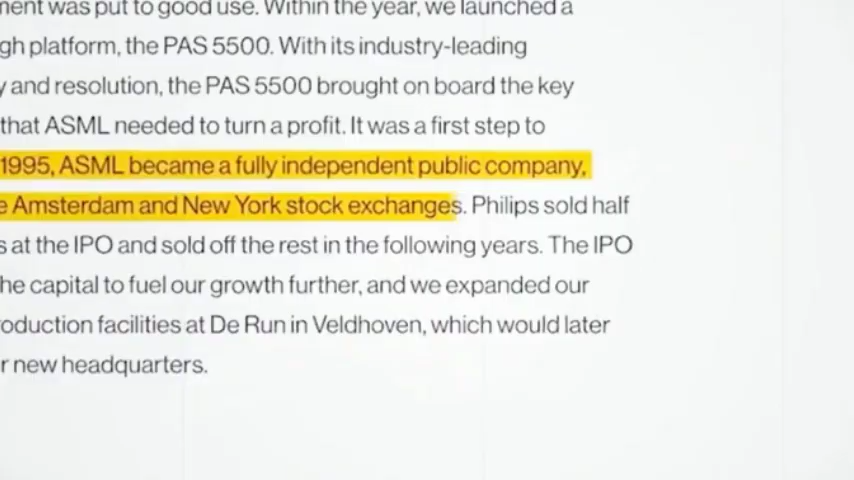 ment was put to good use. Within the year, we launched a
gh platform, the PAS 5500. With its industry-leading
y and resolution, the PAS 5500 brought on board the key
that ASML needed to turn a profit. It was a first step to
1995, ASML became a fully independent public company,
e Amsterdam and New York stock exchanges. Philips sold half
s at the IPO and sold off the rest in the following years. The IPO
he capital to fuel our growth further, and we expanded our
roduction facilities at De Run in Veldhoven, which would later
r new headquarters.